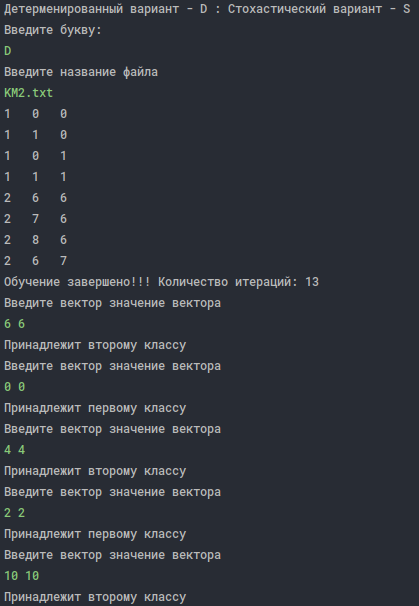 Детерменированный вариант - D : Стохастический вариант - S
Введите букву:
D
Введите название файла
KM2.txt
1 0 0
1 1 0
1 0 1
1 1 1
2 6 6
2 7 6
2 8 6
2 6 7
Обучение завершено!!! Количество итераций: 13
Введите вектор значение вектора
6 6
Принадлежит второму классу
Введите вектор значение вектора
0 0
Принадлежит первому классу
Введите вектор значение вектора
4 4
Принадлежит второму классу
Введите вектор значение вектора
2 2
Принадлежит первому классу
Введите вектор значение вектора
10 10
Принадлежит второму классу